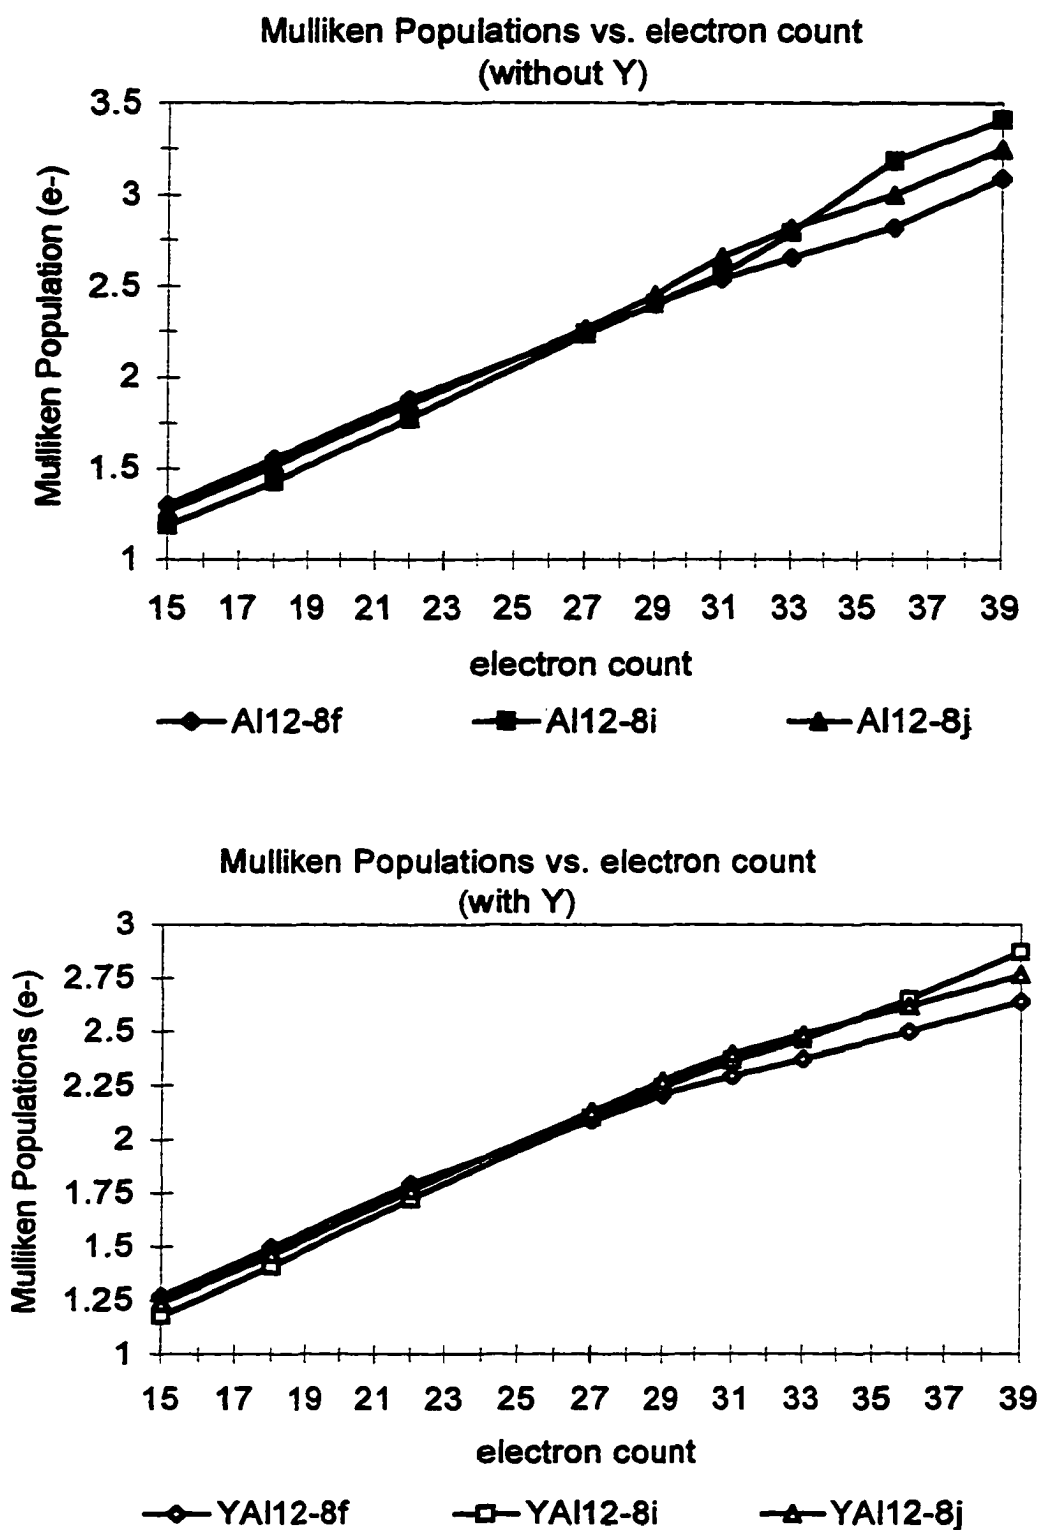 Mulliken Populations vs. electron count
(without Y)
3.5
3
2.5
2
1.5
1
Mulliken Population (e-)
15 17 19 21 23 25 27 29 31 33 35 37 39
electron count
Al12-8f Al12-8i Al12-8j
Mulliken Populations vs. electron count
(with Y)
3
2.75
2.5
2.25
2
1.75
1.5
1.25
1
Mulliken Populations (e-)
15 17 19 21 23 25 27 29 31 33 35 37 39
electron count
YAl12-8f YAl12-8i YAl12-8j